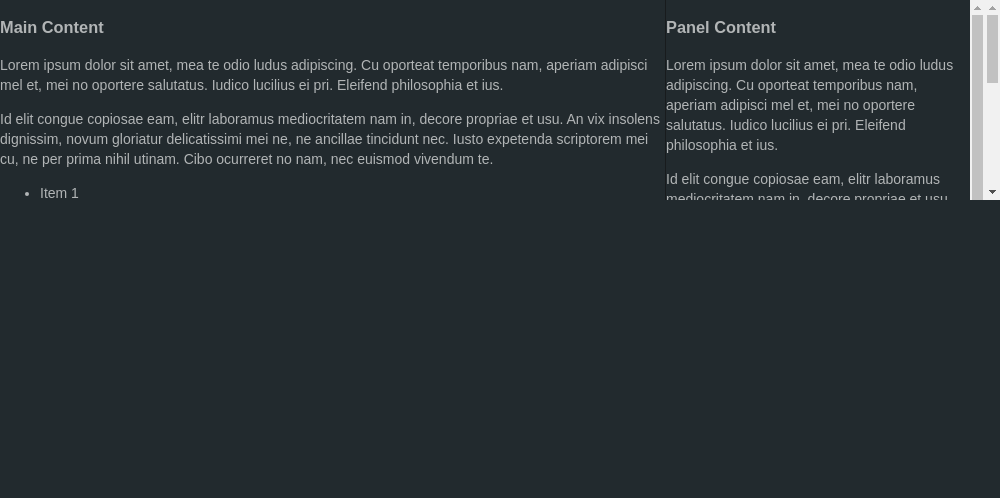 Main Content
Lorem ipsum dolor sit amet, mea te odio ludus adipiscing. Cu oporteat temporibus nam, aperiam adipisci
mel et, mei no oportere salutatus. Iudico lucilius ei pri. Eleifend philosophia et ius.
Id elit congue copiosae eam, elitr laboramus mediocritatem nam in, decore propriae et usu. An vix insolens
dignissim, novum gloriatur delicatissimi mei ne, ne ancillae tincidunt nec. Iusto expetenda scriptorem mei
cu, ne per prima nihil utinam. Cibo ocurreret no nam, nec euismod vivendum te.
• Item 1
Panel Content
Lorem ipsum dolor sit amet, mea te odio ludus
adipiscing. Cu oporteat temporibus nam,
aperiam adipisci mel et, mei no oportere
salutatus. Iudico lucilius ei pri. Eleifend
philosophia et ius.
Id elit congue copiosae eam, elitr laboramus
mediocritatem nam in, decore propriae et usu.